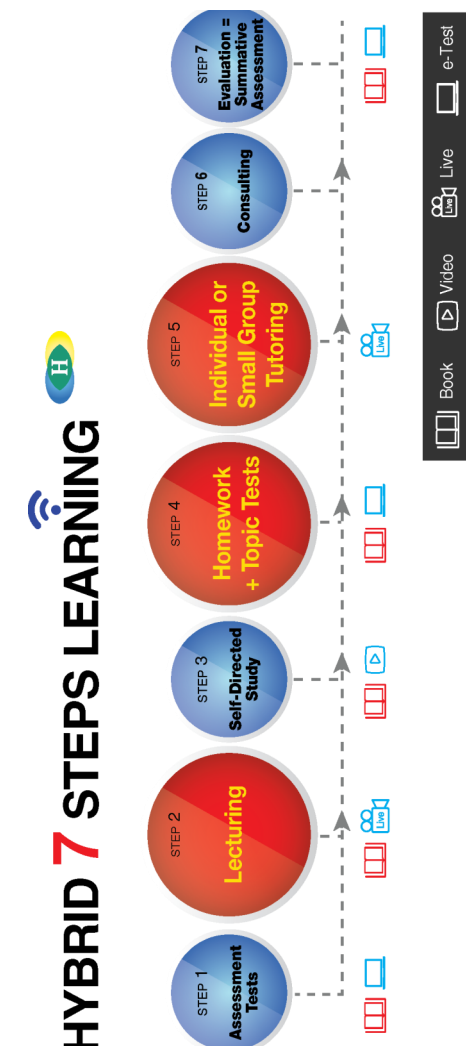 HYBRID 7 STEPS LEARNING
H
STEP 1
Assessment
Tests
STEP 2
Lecturing
STEP 3
Self-Directed
Study
STEP 4
Homework
+ Topic Tests
STEP 5
Individual or
Small Group
Tutoring
STEP 6
Consulting
STEP 7
Evaluation =
Summative
Assessment
Live
Live
Book
Video
Live
Live
e-Test